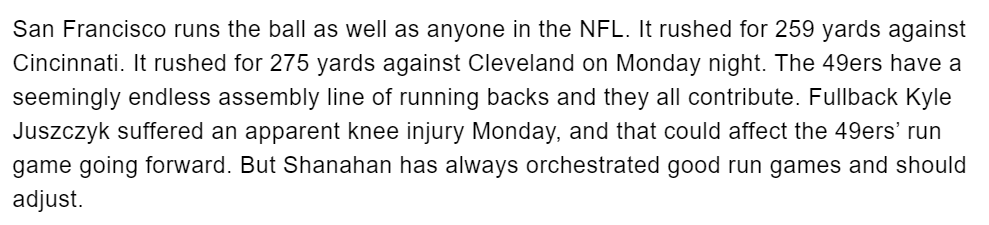 San Francisco runs the ball as well as anyone in the NFL. It rushed for 259 yards against
Cincinnati. It rushed for 275 yards against Cleveland on Monday night. The 49ers have a
seemingly endless assembly line of running backs and they all contribute. Fullback Kyle
Juszczyk suffered an apparent knee injury Monday, and that could affect the 49ers’ run
game going forward. But Shanahan has always orchestrated good run games and should
adjust.